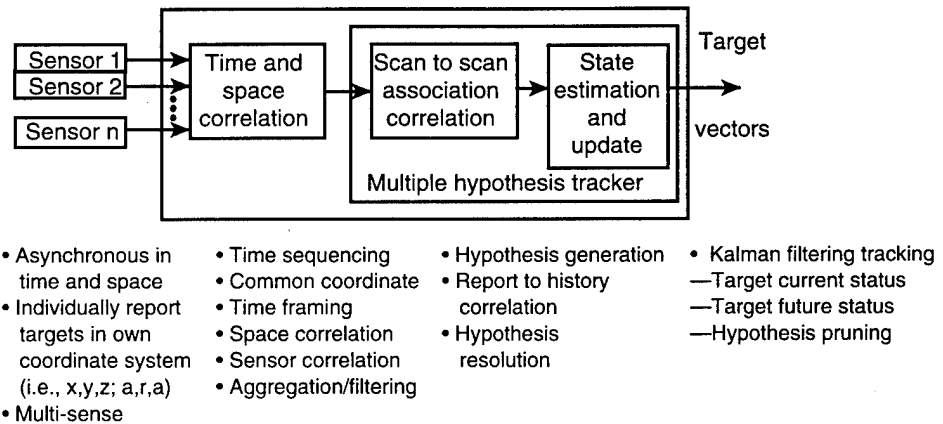 Sensor 1
Sensor 2
Sensor n
Time and
space
correlation
Scan to scan
association
correlation
State
estimation
and
update
Multiple hypothesis tracker
Target
vectors
• Asynchronous in
time and space
• Individually report
targets in own
coordinate system
(i.e., x,y,z; a,r,a)
• Multi-sense
• Time sequencing
• Common coordinate
• Time framing
• Space correlation
• Sensor correlation
• Aggregation/filtering
• Hypothesis generation
• Report to history
correlation
• Hypothesis
resolution
• Kalman filtering tracking
—Target current status
—Target future status
—Hypothesis pruning